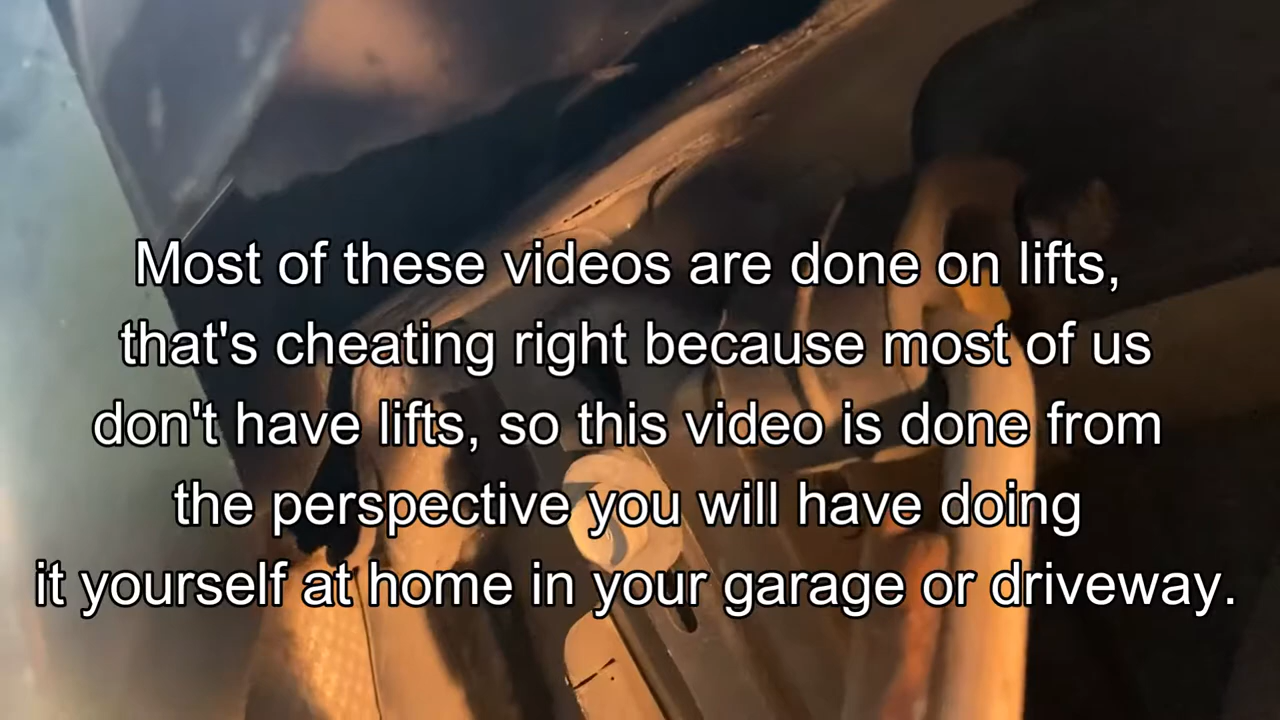 Most of these videos are done on lifts,
that's cheating right because most of us
don't have lifts, so this video is done from
the perspective you will have doing
it yourself at home in your garage or driveway.